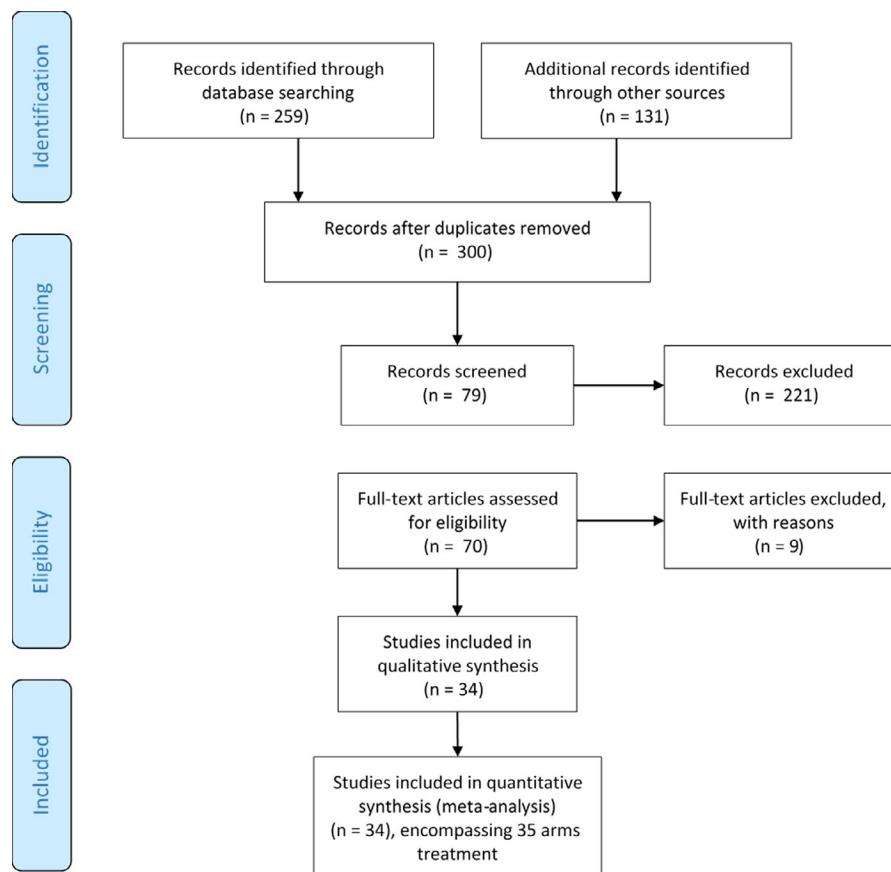 Identification
Records identified through
database searching
(n = 259)
Additional records identified
through other sources
(n = 131)
Records after duplicates removed
(n = 300)
Screening
Records screened
(n = 79)
Records excluded
(n = 221)
Eligibility
Full-text articles assessed
for eligibility
(n = 70)
Full-text articles excluded,
with reasons
(n = 9)
Studies included in
qualitative synthesis
(n = 34)
Included
Studies included in quantitative
synthesis (meta-analysis)
(n = 34), encompassing 35 arms
treatment